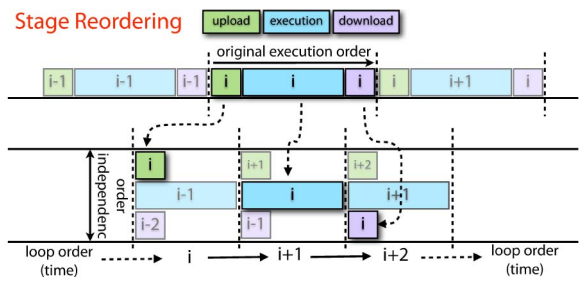 Stage Reordering
upload execution download
original execution order
i-1 i-1 i-1 i i i i i+1 i
order
independenc
i i+1 i+2
i-1 i i+1
i-2 i-1 i
loop order
(time)
i i+1 i+2
loop order
(time)